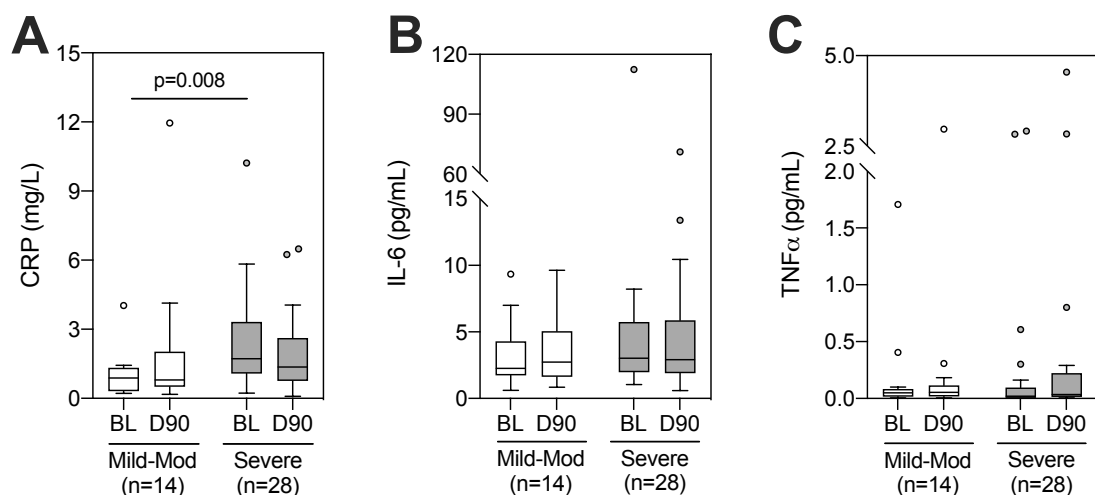 A
CRP (mg/L)
15
12
9
6
3
0
p=0.008
BL D90 BL D90
Mild-Mod Severe
(n=14) (n=28)
B
IL-6 (pg/mL)
120
90
60
15
10
5
0
BL D90 BL D90
Mild-Mod Severe
(n=14) (n=28)
C
TNFα (pg/mL)
5.0
2.5
2.0
1.5
1.0
0.5
0.0
BL D90 BL D90
Mild-Mod Severe
(n=14) (n=28)